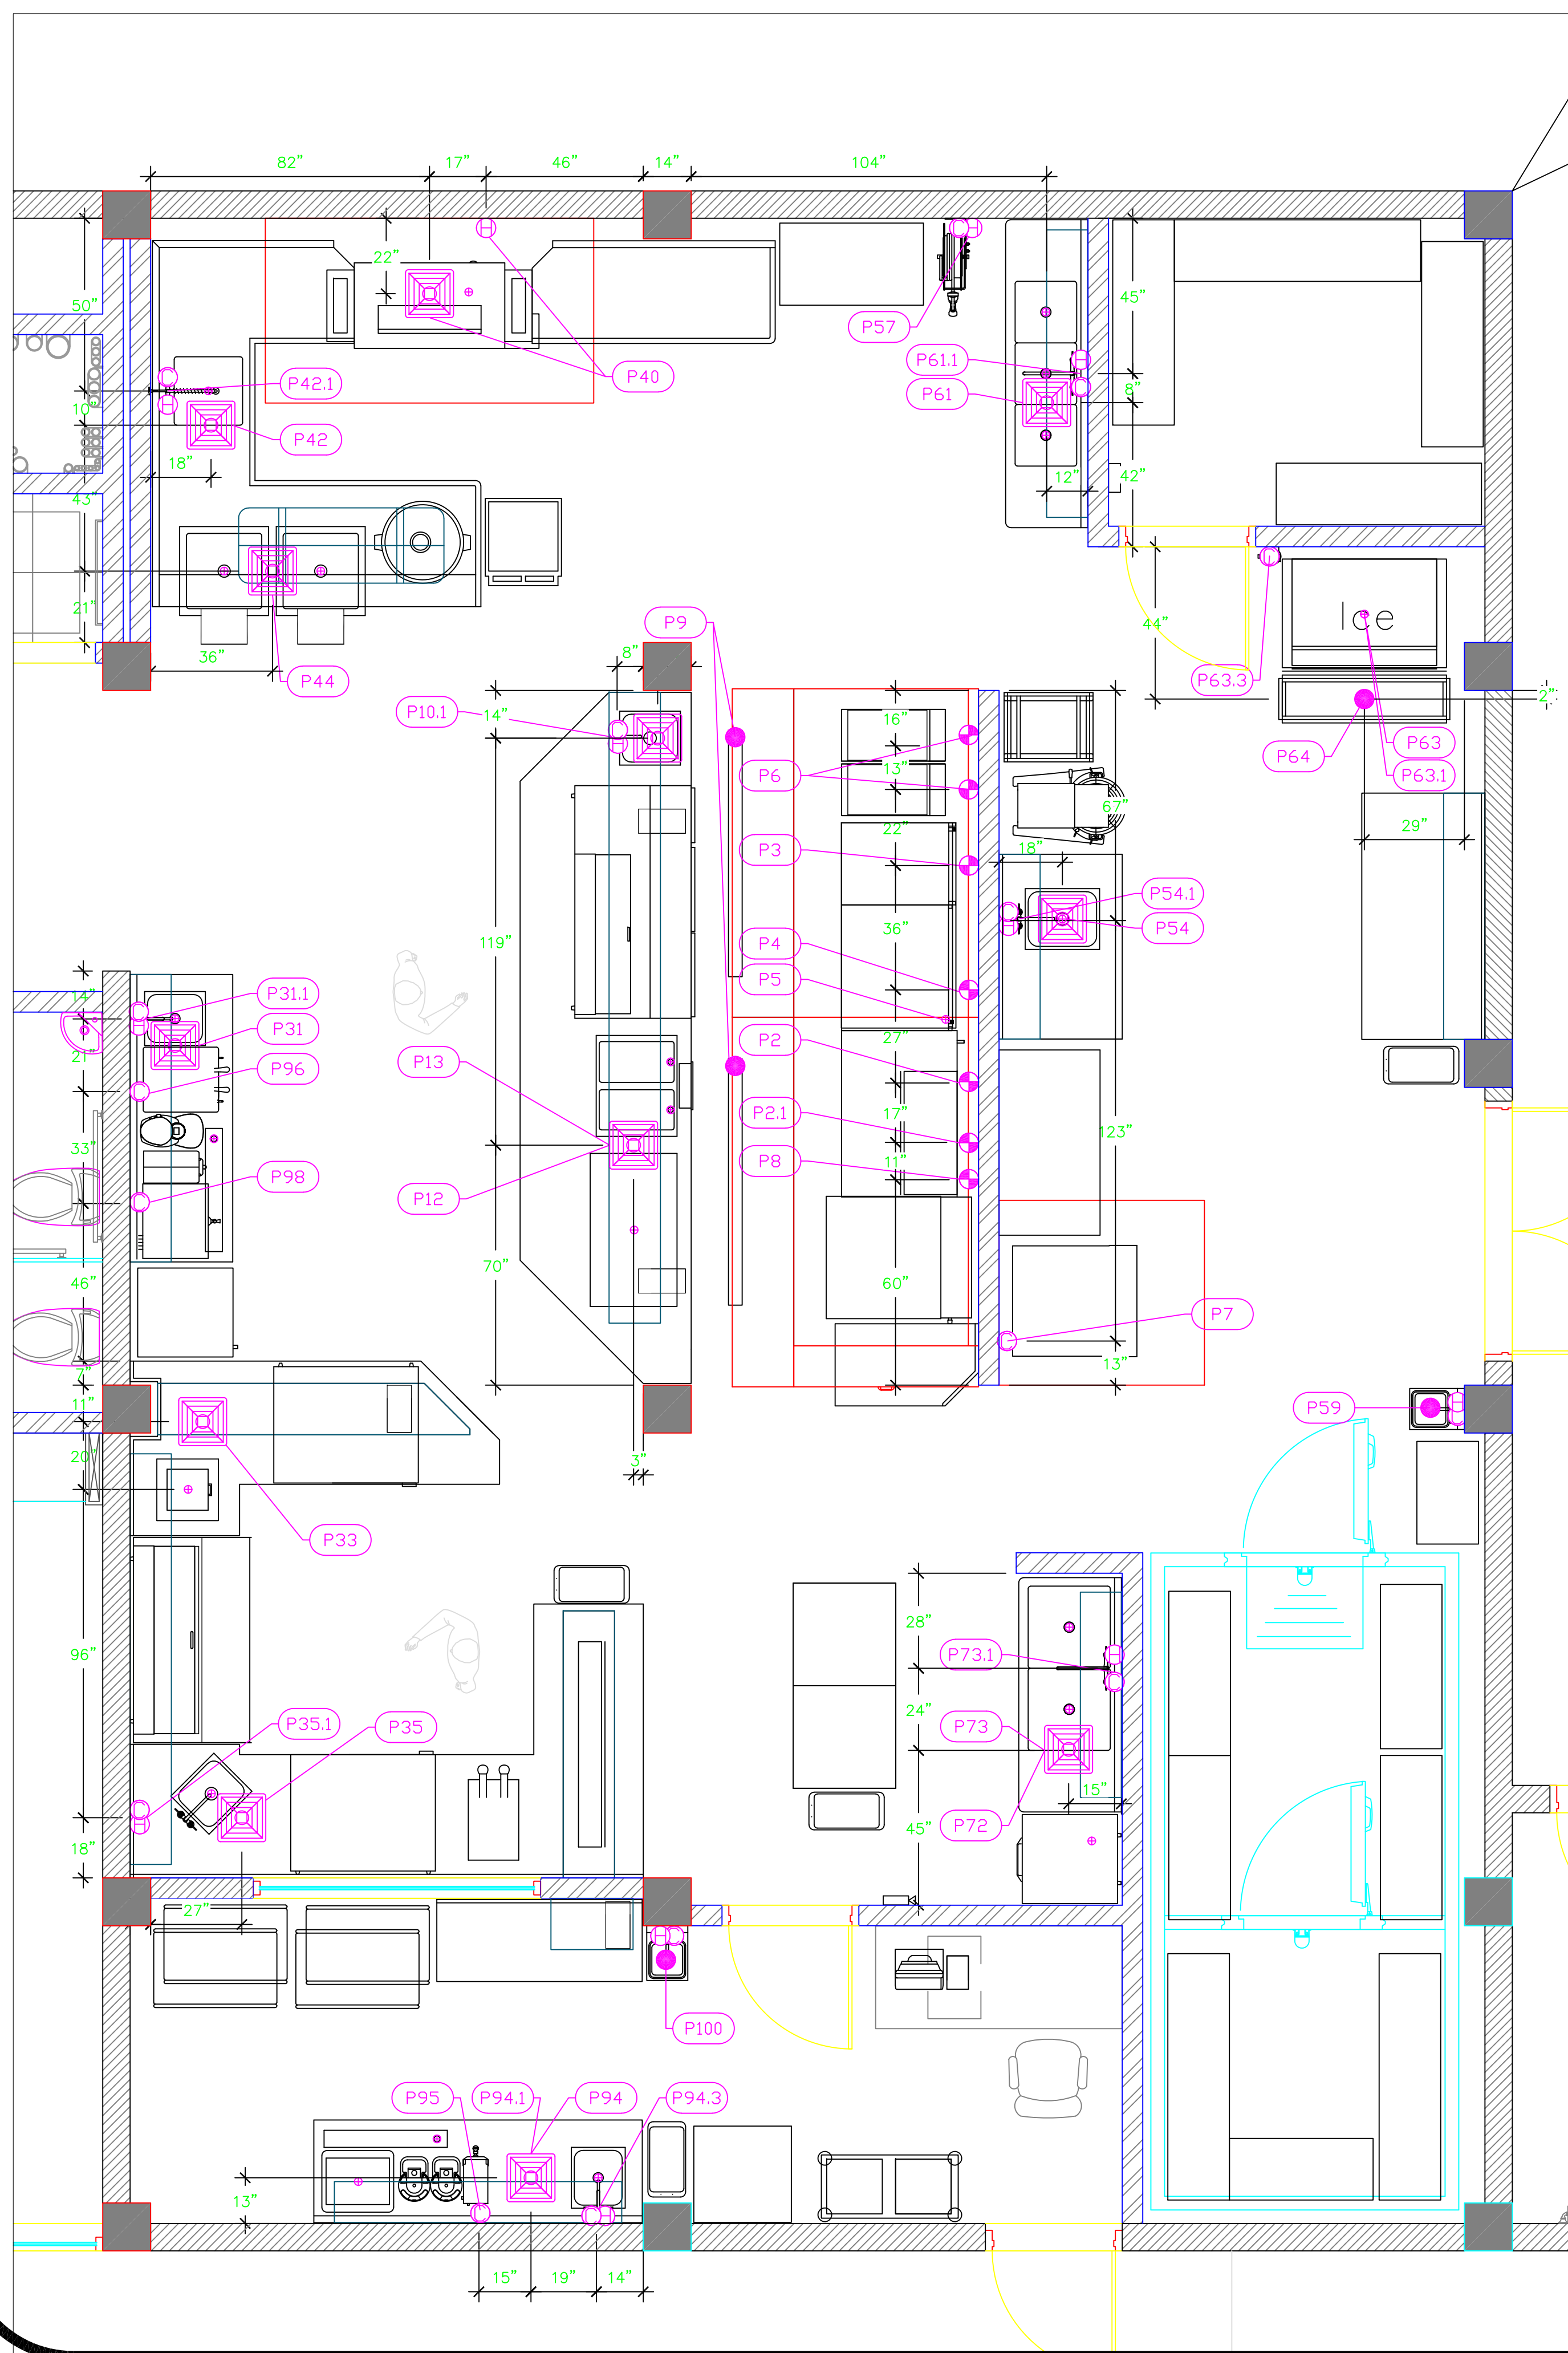 82” 17” 46” 14” 104”
22”
50”
45”
P57
P61.1
P40
P42.1
P61
8”
10”
P42
18”
12”
42”
43”
Ice
21”
P9
44”
8”
36”
P44
P63.3
2”
P10.1
14”
16”
P63
P64
13”
P6
P63.1
67”
22”
29”
P3
18”
P54.1
36”
P54
119”
P4
P5
14”
P31.1
P31
27”
P2
21”
P13
P96
17”
P2.1
123”
33”
11”
P8
P98
P12
70”
46”
60”
P7
13”
7”
11”
P59
20”
3”
P33
28”
96”
P73.1
24”
P35.1
P35
P73
15”
18”
45”
P72
27”
P100
P95
P94.1
P94
P94.3
13”
15” 19” 14”